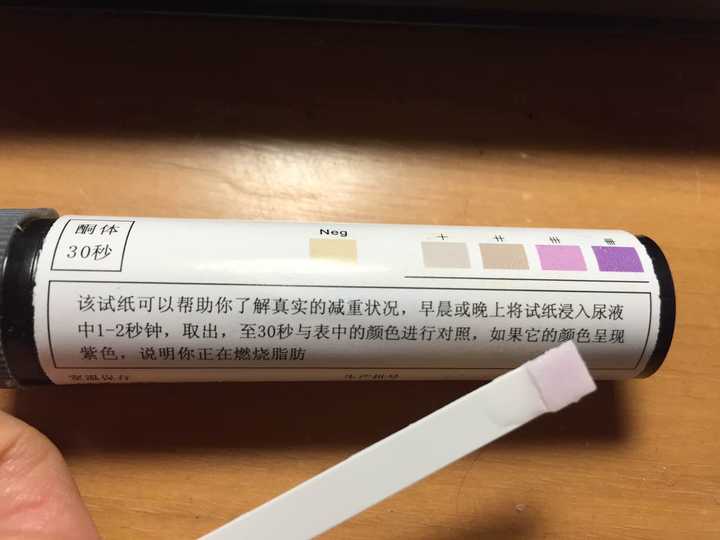 酮体
30秒
Neg
+
++
+++
++++
该试纸可以帮助你了解真实的减重状况，早晨或晚上将试纸浸入尿液
中1-2秒钟，取出，至30秒与表中的颜色进行对照，如果它的颜色呈现
紫色，说明你正在燃烧脂肪